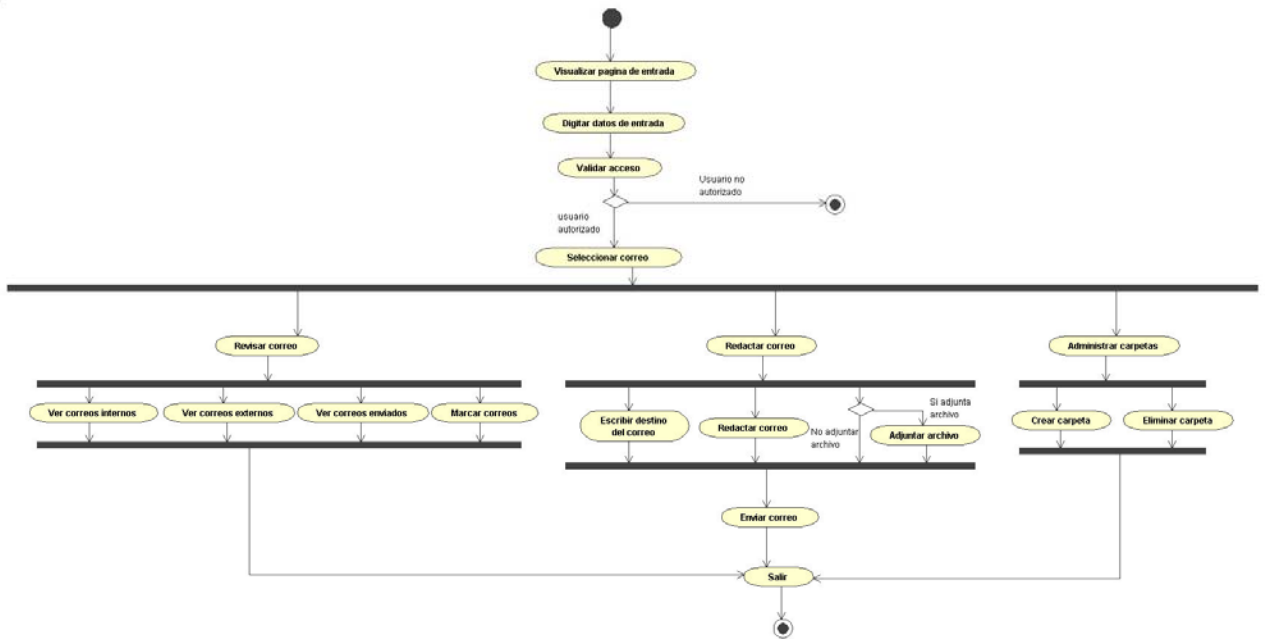 Visualizar pagina de entrada
Digitar datos de entrada
Validar acceso
Usuario no
autorizado
usuario
autorizado
Seleccionar correo
Revisar correo
Redactar correo
Administrar carpetas
Ver correos internos
Ver correos externos
Ver correos enviados
Marcar correos
Escribir destino
del correo
Redactar correo
No adjuntar
archivo
Si adjunta
archivo
Adjuntar archivo
Crear carpeta
Eliminar carpeta
Enviar correo
Salir